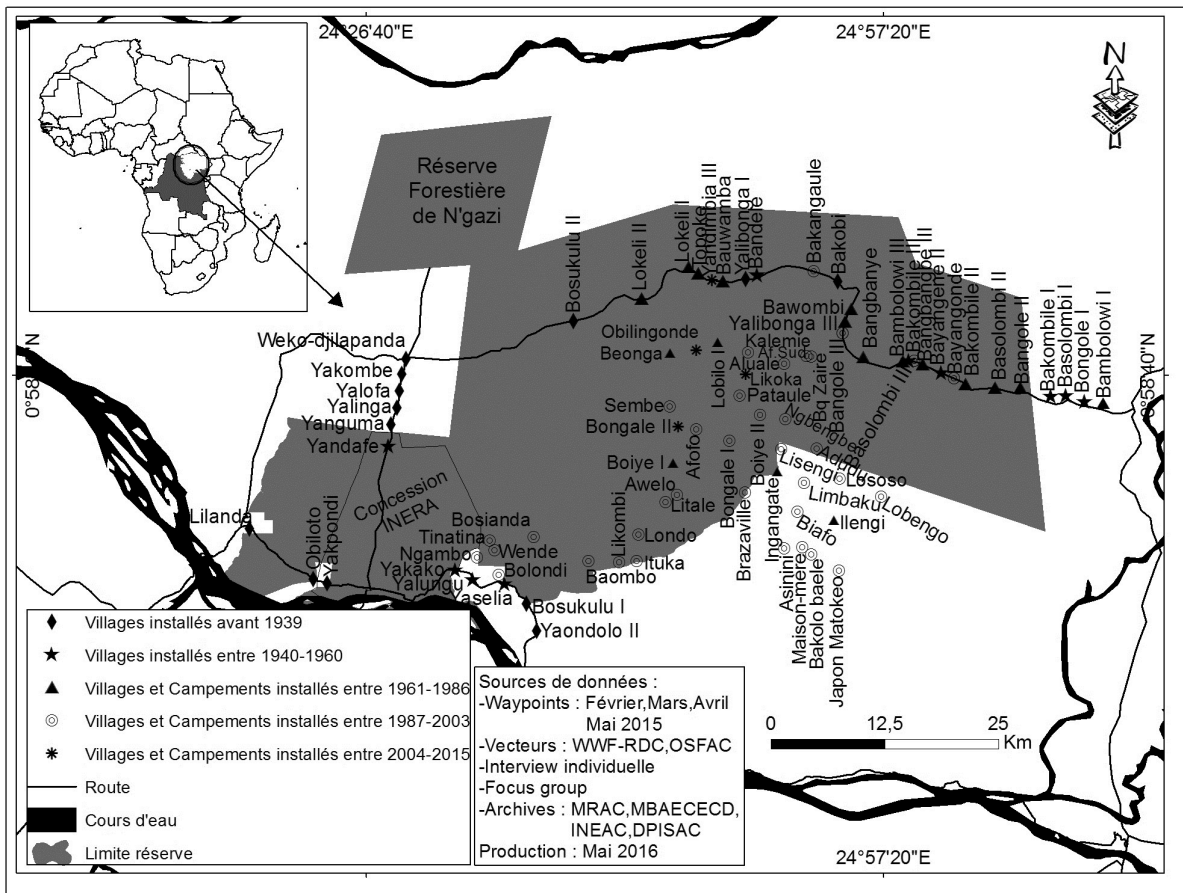 24°26'40"E
24°57'20"E
N
Réserve
Forestière
de N'gazi
0°58'40"N
Bosukulu II
Lokeli II
Lokeli I
Topoke
Yandimbia III
Bauwamba
Yalibonga I
Bandele
Bakangaule
Bakobi
Bawombi
Yalibonga III
Bangbanye
Bambolowi III
Bakombile III
Bayangene II
Bayangonde
Bakombile II
Basolombi II
Bangole II
Bakombile I
Basolombi I
Bongole I
Bambolowi I
Weko-djilapanda
Yakombe
Yalofa
Yalinga
Yanguma
Yandafe
Obilingonde
Beonga
Lobilo I
Kalemie
Af.Sud
Aluale
Likoka
Pataule
Bq Zaire
Bangole III
Basolombi III
Sembe
Bongale II
Afofo
Bongale I
Boiye II
Ngbengbe
Boiye I
Awelo
Litale
Lisengi
Lesoso
Limbaku
Lobengo
Ilengi
Biafo
Brazaville
Ingangate
Asinini
Maison-mère
Bakolo baele
Japon Matokeo
Concession
INERA
Lilanda
Obiloto
Yakpondi
Bosianda
Tinatina
Wende
Ngambo
Bolondi
Yakako
Yalungu
Yaselia
Likombi
Londo
Ituka
Baombo
Bosukulu I
Yaondolo II
Villages installés avant 1939
Villages installés entre 1940-1960
Villages et Campements installés entre 1961-1986
Villages et Campements installés entre 1987-2003
Villages et Campements installés entre 2004-2015
Route
Cours d'eau
Limite réserve
Sources de données :
-Waypoints : Février,Mars,Avril
Mai 2015
-Vecteurs : WWF-RDC,OSFAC
-Interview individuelle
-Focus group
-Archives : MRAC,MBAECECD,
INEAC,DPISAC
Production : Mai 2016
0 12,5 25
Km
24°57'20"E